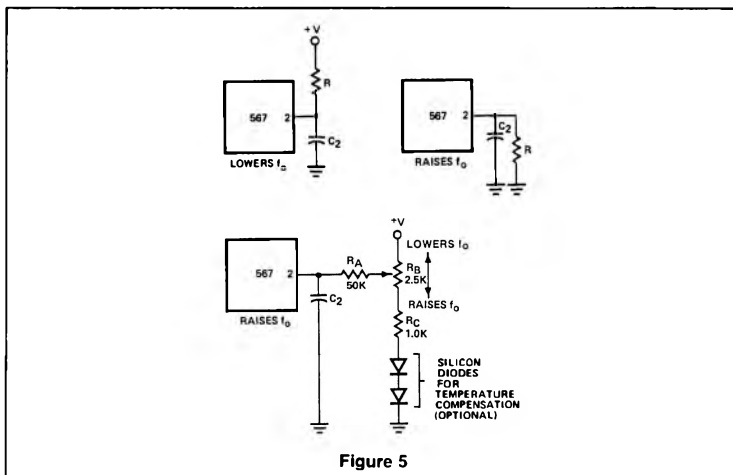 +V
R
567 2
C2
LOWERS fo
567 2
C2
R
RAISES fo
+V
LOWERS fo
567 2
RA
50K
RB
2.5K
C2
RAISES fo
RAISES fo
RC
1.0K
SILICON
DIODES
FOR
TEMPERATURE
COMPENSATION
(OPTIONAL)
Figure 5